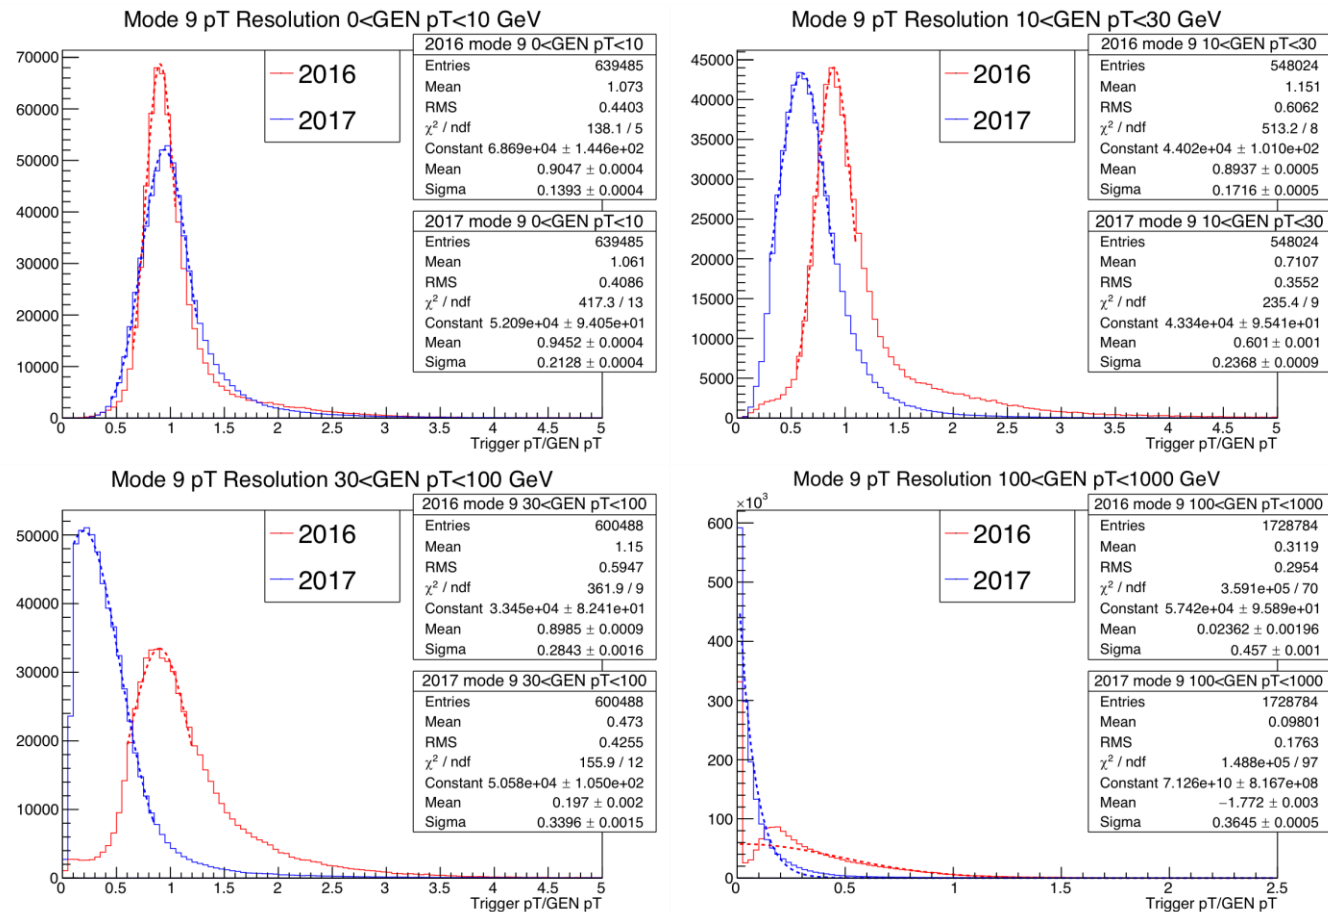 Mode 9 pT Resolution 0<GEN pT<10 GeV
70000
60000
50000
40000
30000
20000
10000
0
0 0.5 1 1.5 2 2.5 3 3.5 4 4.5 5
Trigger pT/GEN pT
2016
2017
2016 mode 9 0<GEN pT<10
Entries 639485
Mean 1.073
RMS 0.4403
χ² / ndf 138.1 / 5
Constant 6.869e+04 ± 1.446e+02
Mean 0.9047 ± 0.0004
Sigma 0.1393 ± 0.0004
2017 mode 9 0<GEN pT<10
Entries 639485
Mean 1.061
RMS 0.4086
χ² / ndf 417.3 / 13
Constant 5.209e+04 ± 9.405e+01
Mean 0.9452 ± 0.0004
Sigma 0.2128 ± 0.0004
Mode 9 pT Resolution 10<GEN pT<30 GeV
45000
40000
35000
30000
25000
20000
15000
10000
5000
0
0 0.5 1 1.5 2 2.5 3 3.5 4 4.5 5
Trigger pT/GEN pT
2016
2017
2016 mode 9 10<GEN pT<30
Entries 548024
Mean 1.151
RMS 0.6062
χ² / ndf 513.2 / 8
Constant 4.402e+04 ± 1.010e+02
Mean 0.8937 ± 0.0005
Sigma 0.1716 ± 0.0005
2017 mode 9 10<GEN pT<30
Entries 548024
Mean 0.7107
RMS 0.3552
χ² / ndf 235.4 / 9
Constant 4.334e+04 ± 9.541e+01
Mean 0.601 ± 0.001
Sigma 0.2368 ± 0.0009
Mode 9 pT Resolution 30<GEN pT<100 GeV
50000
40000
30000
20000
10000
0
0 0.5 1 1.5 2 2.5 3 3.5 4 4.5 5
Trigger pT/GEN pT
2016
2017
2016 mode 9 30<GEN pT<100
Entries 600488
Mean 1.15
RMS 0.5947
χ² / ndf 361.9 / 9
Constant 3.345e+04 ± 8.241e+01
Mean 0.8985 ± 0.0009
Sigma 0.2843 ± 0.0016
2017 mode 9 30<GEN pT<100
Entries 600488
Mean 0.473
RMS 0.4255
χ² / ndf 155.9 / 12
Constant 5.058e+04 ± 1.050e+02
Mean 0.197 ± 0.002
Sigma 0.3396 ± 0.0015
Mode 9 pT Resolution 100<GEN pT<1000 GeV
×10³
600
500
400
300
200
100
0
0 0.5 1 1.5 2 2.5
Trigger pT/GEN pT
2016
2017
2016 mode 9 100<GEN pT<1000
Entries 1728784
Mean 0.3119
RMS 0.2954
χ² / ndf 3.591e+05 / 70
Constant 5.742e+04 ± 9.589e+01
Mean 0.02362 ± 0.00196
Sigma 0.457 ± 0.001
2017 mode 9 100<GEN pT<1000
Entries 1728784
Mean 0.09801
RMS 0.1763
χ² / ndf 1.488e+05 / 97
Constant 7.126e+10 ± 8.167e+08
Mean −1.772 ± 0.003
Sigma 0.3645 ± 0.0005